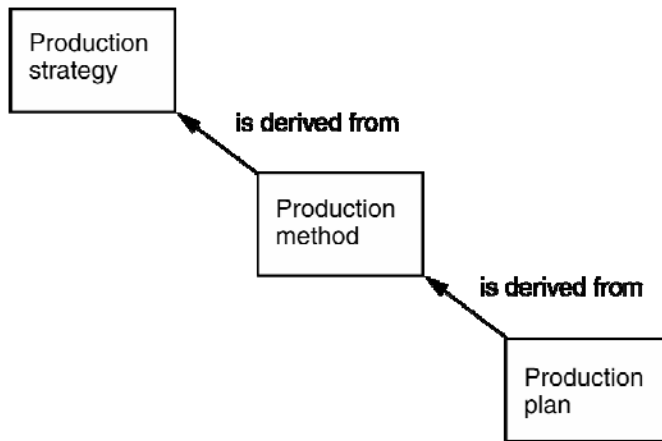 Production
strategy
is derived from
Production
method
is derived from
Production
plan